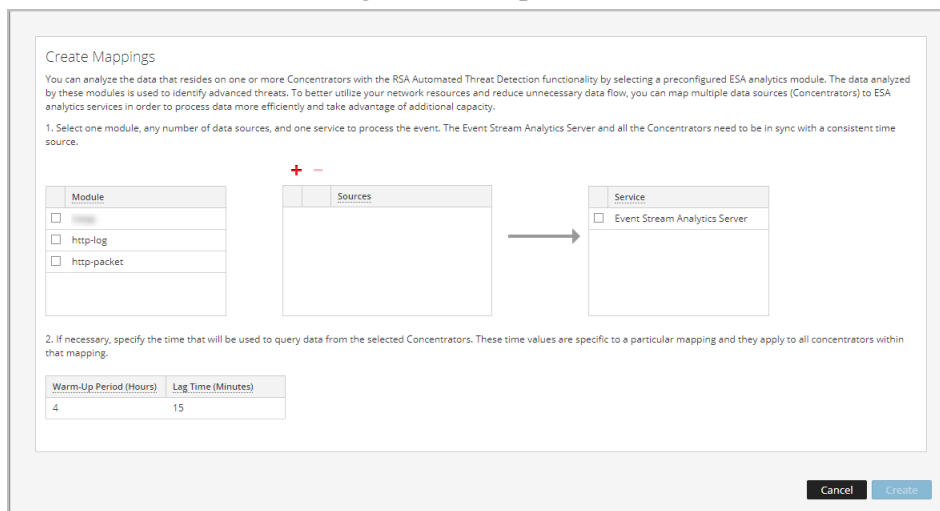 Create Mappings
You can analyze the data that resides on one or more Concentrators with the RSA Automated Threat Detection functionality by selecting a preconfigured ESA analytics module. The data analyzed
by these modules is used to identify advanced threats. To better utilize your network resources and reduce unnecessary data flow, you can map multiple data sources (Concentrators) to ESA
analytics services in order to process data more efficiently and take advantage of additional capacity.
1. Select one module, any number of data sources, and one service to process the event. The Event Stream Analytics Server and all the Concentrators need to be in sync with a consistent time
source.
Module
http-log
http-packet
Sources
Service
Event Stream Analytics Server
2. If necessary, specify the time that will be used to query data from the selected Concentrators. These time values are specific to a particular mapping and they apply to all concentrators within
that mapping.
Warm-Up Period (Hours) Lag Time (Minutes)
4 15
Cancel Create